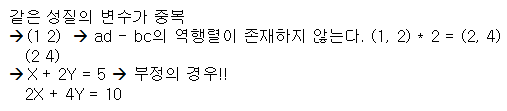 같은 성질의 변수가 중복
→(1 2) → ad - bc의 역행렬이 존재하지 않는다. (1, 2) * 2 = (2, 4)
(2 4)
→X + 2Y = 5 → 부정의 경우!!
2X + 4Y = 10